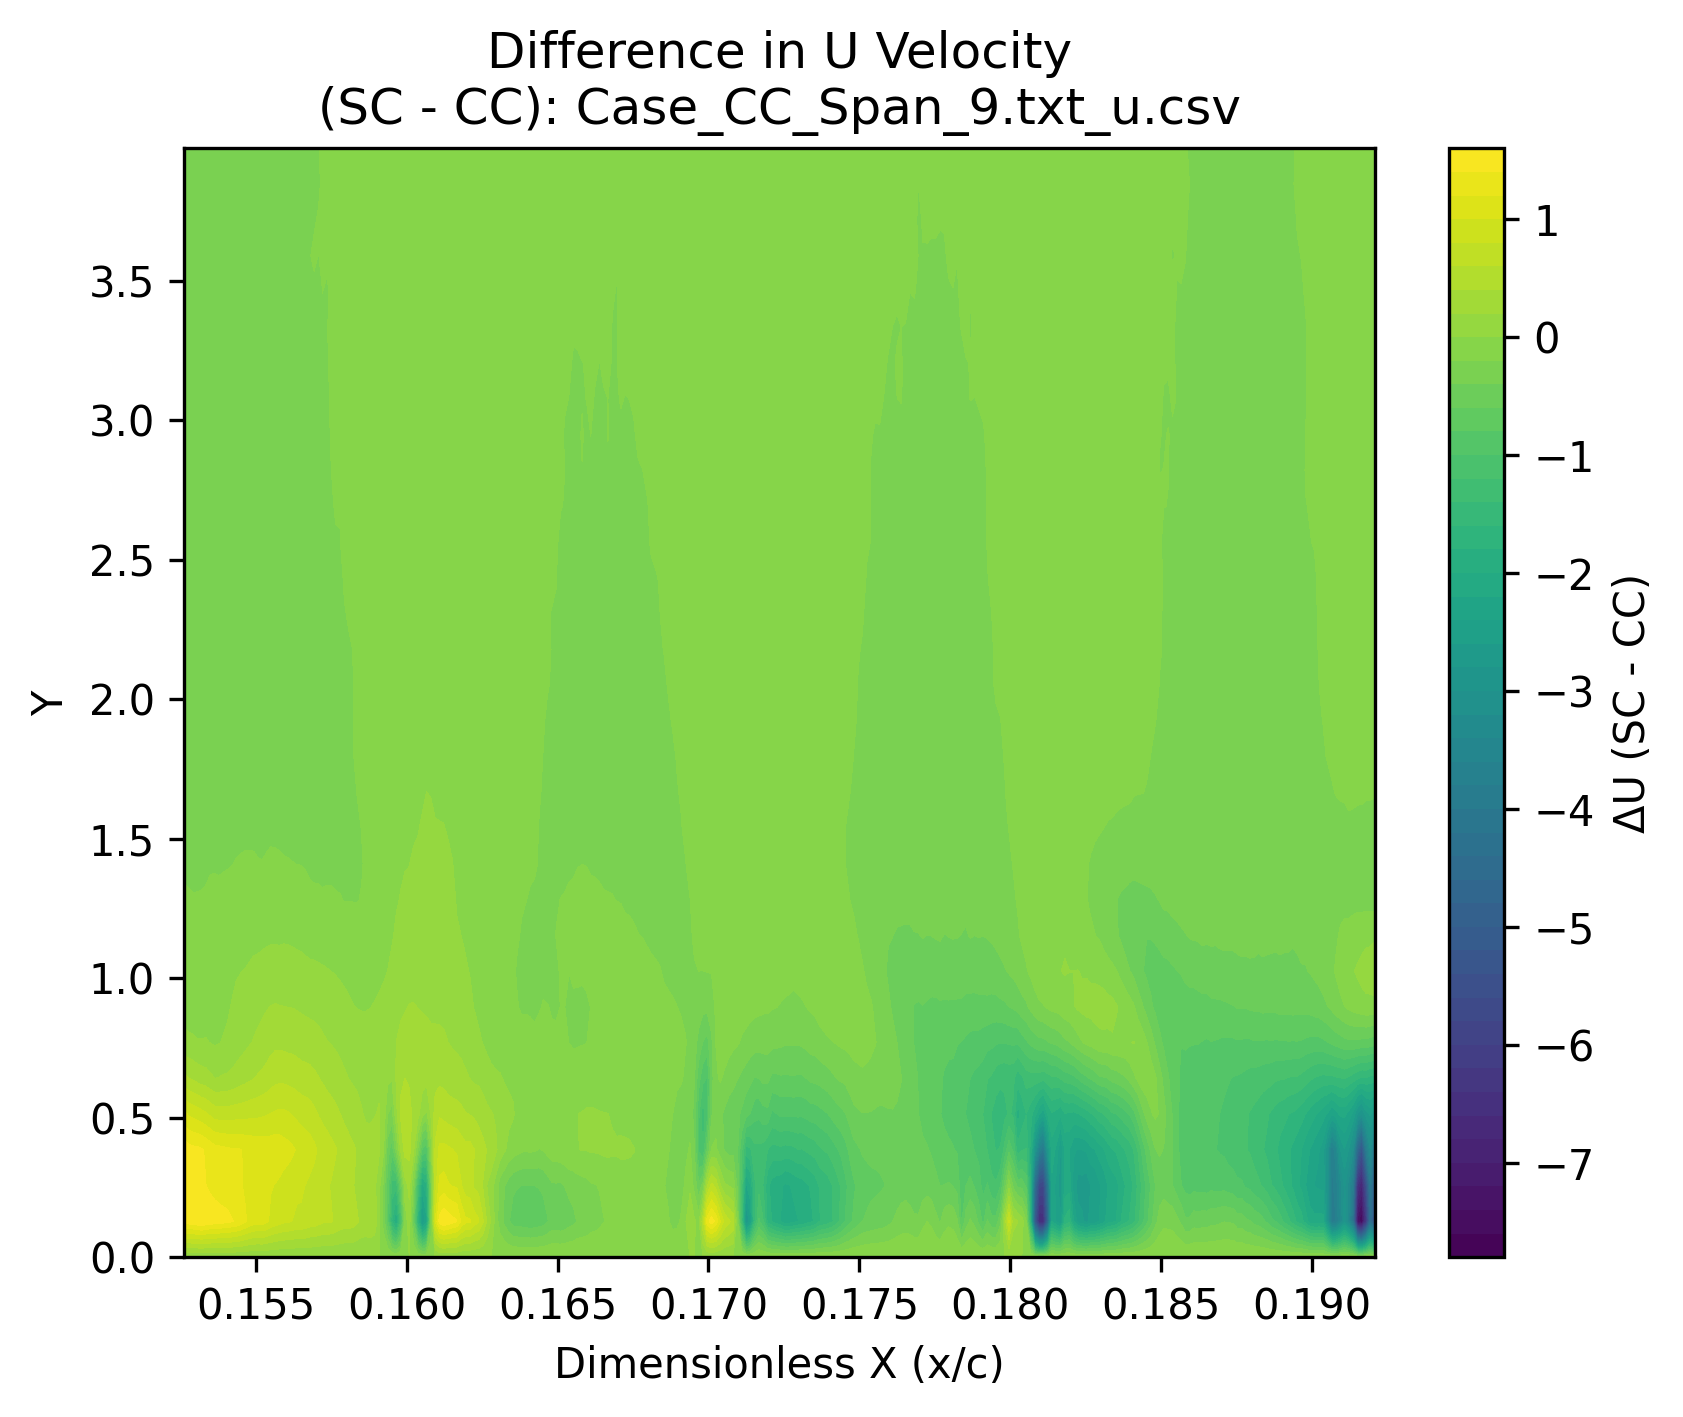 Difference in U Velocity
(SC - CC): Case_CC_Span_9.txt_u.csv
Y
3.5
3.0
2.5
2.0
1.5
1.0
0.5
0.0
0.155 0.160 0.165 0.170 0.175 0.180 0.185 0.190
Dimensionless X (x/c)
1
0
−1
−2
−3
−4
−5
−6
−7
ΔU (SC - CC)